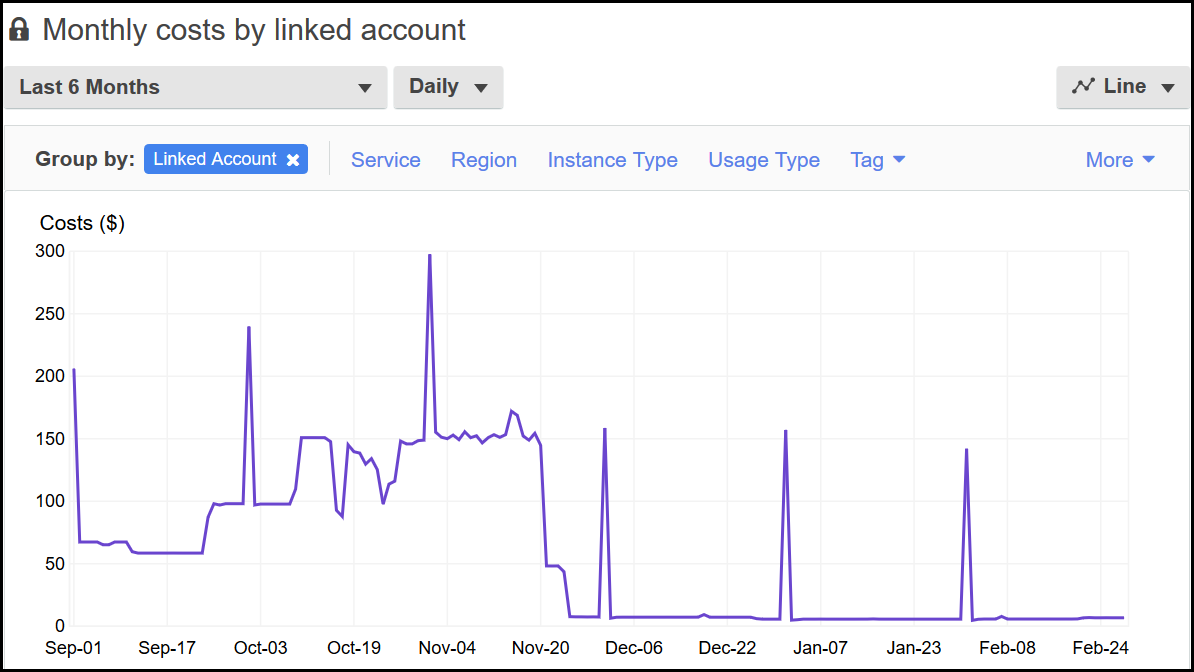 Monthly costs by linked account
Last 6 Months Daily Line
Group by: Linked Account Service Region Instance Type Usage Type Tag More
Costs ($)
300
250
200
150
100
50
0
Sep-01 Sep-17 Oct-03 Oct-19 Nov-04 Nov-20 Dec-06 Dec-22 Jan-07 Jan-23 Feb-08 Feb-24